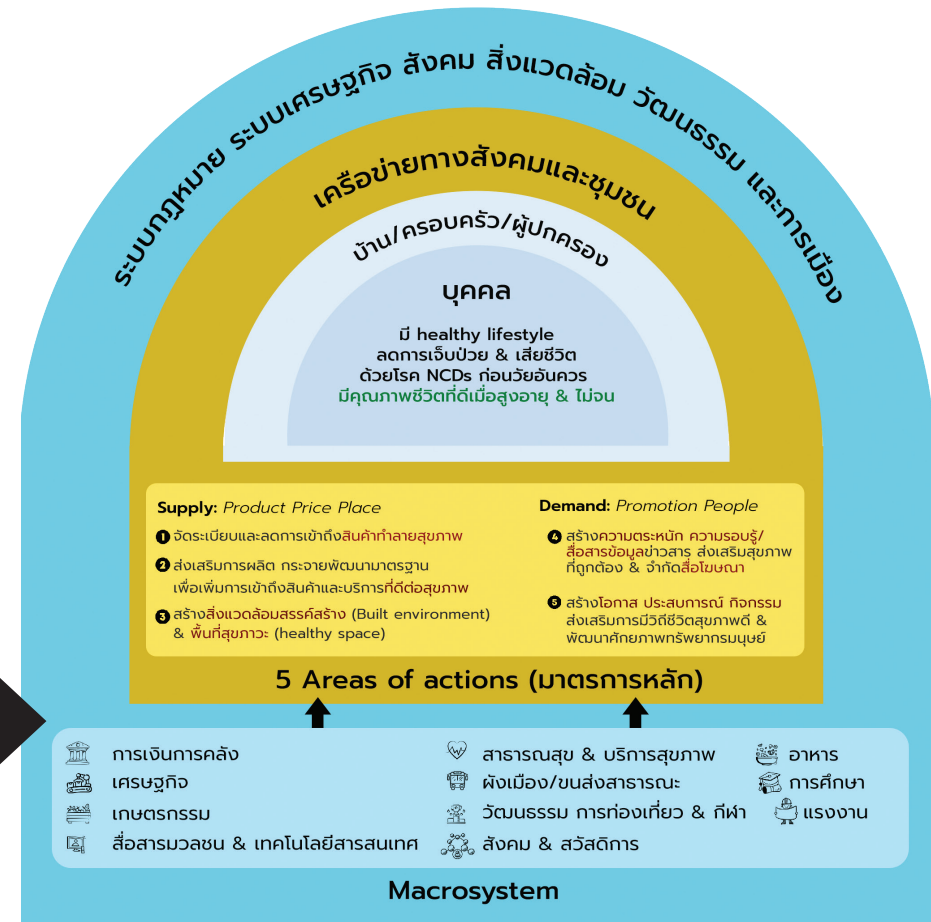 ระบบกฎหมาย ระบบเศรษฐกิจ สังคม สิ่งแวดล้อม วัฒนธรรม และการเมือง
เครือข่ายทางสังคมและชุมชน
บ้าน/ครอบครัว/ผู้ปกครอง
บุคคล
มี healthy lifestyle
ลดการเจ็บป่วย & เสียชีวิต
ด้วยโรค NCDs ก่อนวัยอันควร
มีคุณภาพชีวิตที่ดีเมื่อสูงอายุ & ไม่จน
Supply: Product Price Place
1 จัดระเบียบและลดการเข้าถึงสินค้าทำลายสุขภาพ
2 ส่งเสริมการผลิต กระจายพัฒนามาตรฐาน
เพื่อเพิ่มการเข้าถึงสินค้าและบริการที่ดีต่อสุขภาพ
3 สร้างสิ่งแวดล้อมสรรค์สร้าง (Built environment)
& พื้นที่สุขภาวะ (healthy space)
Demand: Promotion People
4 สร้างความตระหนัก ความรอบรู้/
สื่อสารข้อมูลข่าวสาร ส่งเสริมสุขภาพ
ที่ถูกต้อง & จำกัดสื่อโฆษณา
5 สร้างโอกาส ประสบการณ์ กิจกรรม
ส่งเสริมการมีวิถีชีวิตสุขภาพดี &
พัฒนาศักยภาพทรัพยากรมนุษย์
5 Areas of actions (มาตรการหลัก)
การเงินการคลัง
เศรษฐกิจ
เกษตรกรรม
สื่อสารมวลชน & เทคโนโลยีสารสนเทศ
สาธารณสุข & บริการสุขภาพ
ผังเมือง/ขนส่งสาธารณะ
วัฒนธรรม การท่องเที่ยว & กีฬา
สังคม & สวัสดิการ
อาหาร
การศึกษา
แรงงาน
Macrosystem